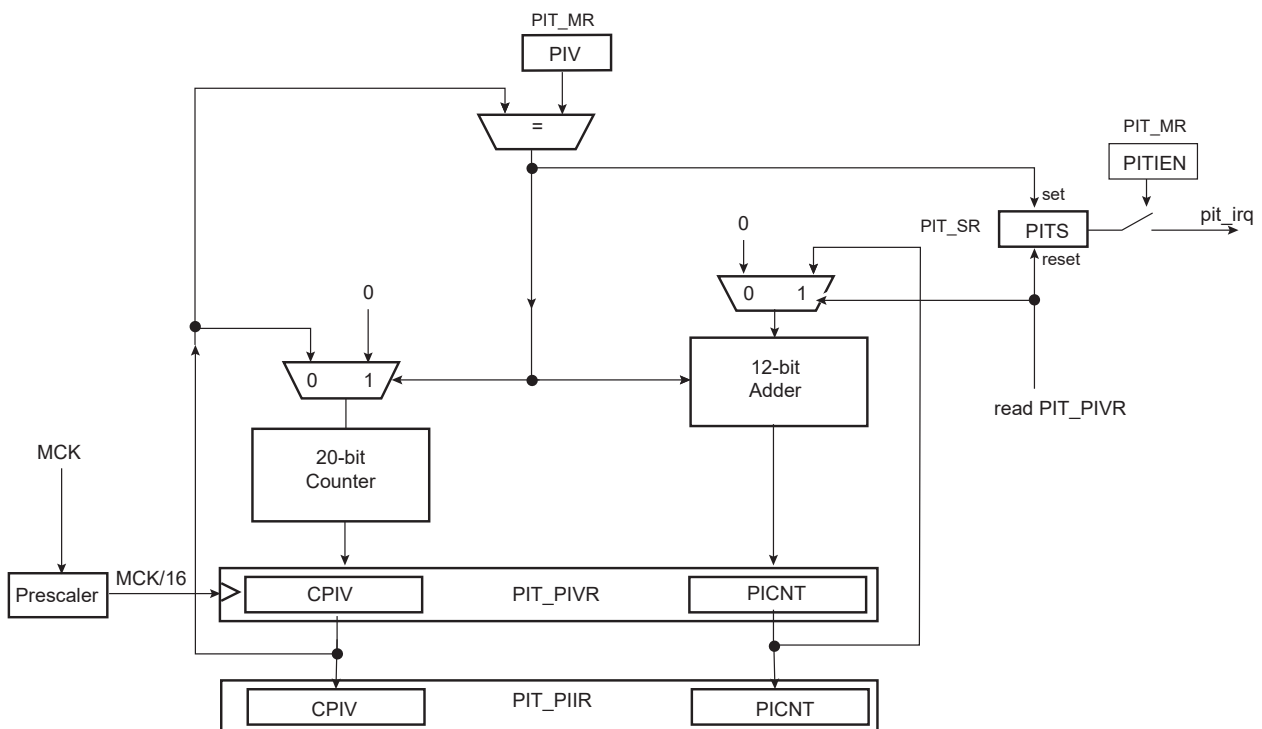 PIT_MR
PIV
=
PIT_MR
PITIEN
set
PIT_SR
PITS
pit_irq
reset
0
0 1
0
0 1
12-bit
Adder
read PIT_PIVR
20-bit
Counter
MCK
Prescaler
MCK/16
CPIV
PIT_PIVR
PICNT
CPIV
PIT_PIIR
PICNT